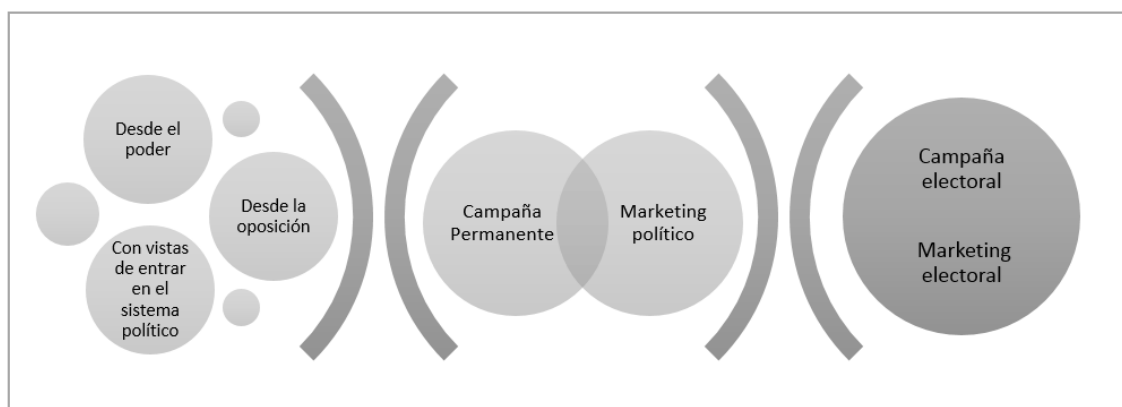 Desde el
poder
Desde la
oposición
Con vistas
de entrar
en el
sistema
político
Campaña
Permanente
Marketing
político
Campaña
electoral
Marketing
electoral